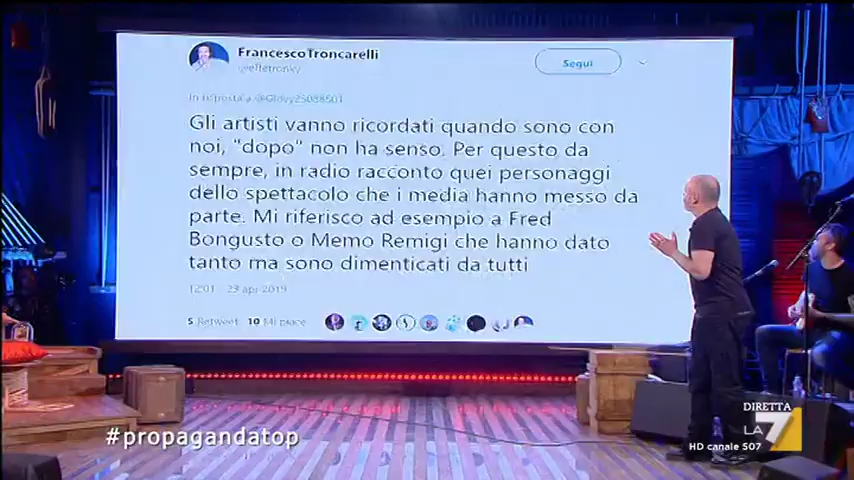 FrancescoTroncarelli
@effetronky
Segui
In risposta a @Giovy25088501
Gli artisti vanno ricordati quando sono con
noi, "dopo" non ha senso. Per questo da
sempre, in radio racconto quei personaggi
dello spettacolo che i media hanno messo da
parte. Mi riferisco ad esempio a Fred
Bongusto o Memo Remigi che hanno dato
tanto ma sono dimenticati da tutti
12:01 - 23 apr 2019
5 Retweet 10 Mi piace
#propagandatop
DIRETTA
LA 7
HD canale 507